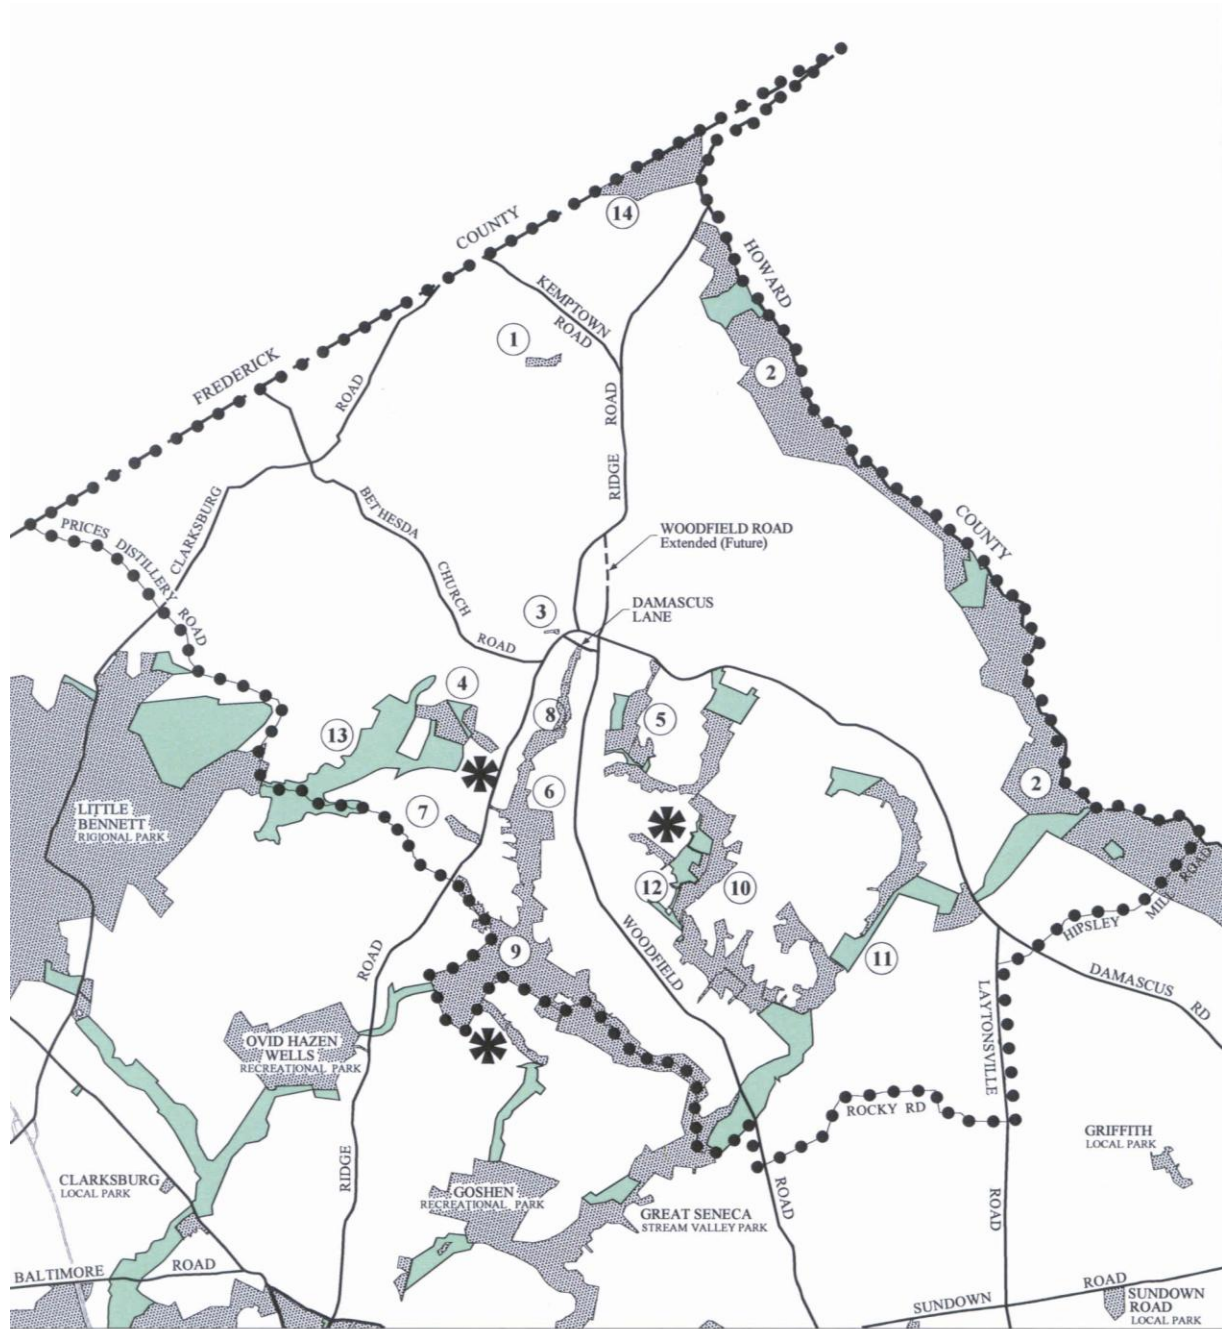 COUNTY
14
HOWARD
KEMPTOWN
ROAD
1
2
FREDERICK
ROAD
ROAD
RIDGE
CLARKSBURG
BETHESDA
CHURCH
ROAD
COUNTY
WOODFIELD ROAD
Extended (Future)
PRICES DISTILLERY ROAD
3
DAMASCUS
LANE
4
8
5
13
6
7
2
LITTLE
BENNETT
RIGIONAL PARK
12
10
HIPSLEY MILL ROAD
WOODFIELD
9
11
ROAD
DAMASCUS RD
LAYTONSVILLE
OVID HAZEN
WELLS
RECREATIONAL PARK
ROCKY RD
GRIFFITH
LOCAL PARK
RIDGE
CLARKSBURG
LOCAL PARK
GOSHEN
RECREATIONAL PARK
GREAT SENECA
STREAM VALLEY PARK
ROAD
ROAD
BALTIMORE ROAD
SUNDOWN ROAD
SUNDOWN
ROAD
LOCAL PARK